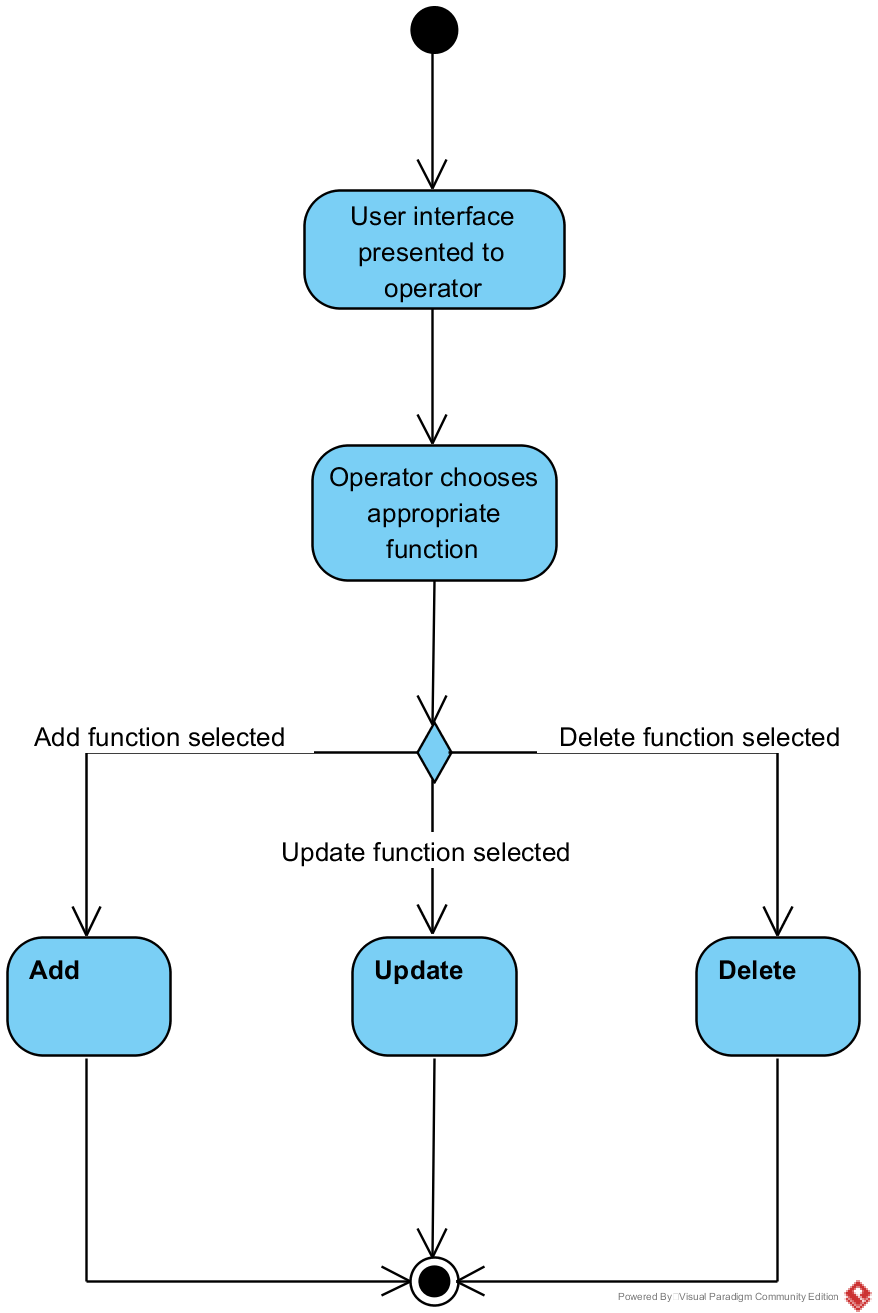 User interface
presented to
operator
Operator chooses
appropriate
function
Add function selected
Delete function selected
Update function selected
Add
Update
Delete
Powered By Visual Paradigm Community Edition